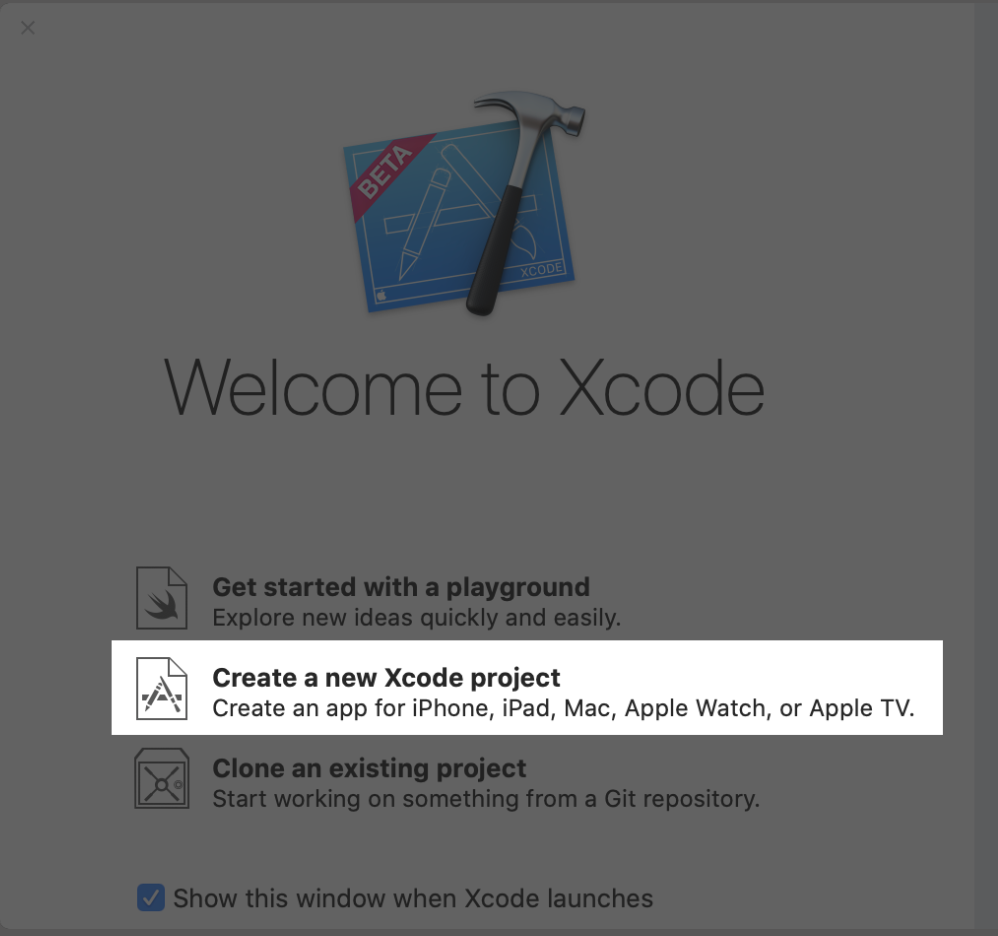 BETA
XCODE
Welcome to Xcode
Get started with a playground
Explore new ideas quickly and easily.
Create a new Xcode project
Create an app for iPhone, iPad, Mac, Apple Watch, or Apple TV.
Clone an existing project
Start working on something from a Git repository.
Show this window when Xcode launches